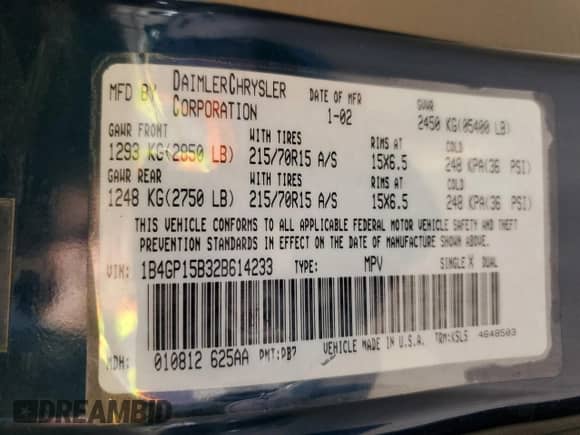 MFD BY DAIMLERCHRYSLER CORPORATION
DATE OF MFR 1-02
GVWR 2450 KG(05400 LB)
GAWR FRONT WITH TIRES RIMS AT COLD
1293 KG(2850 LB) 215/70R15 A/S 15X6.5 248 KPA(36 PSI)
GAWR REAR WITH TIRES RIMS AT COLD
1248 KG(2750 LB) 215/70R15 A/S 15X6.5 248 KPA(36 PSI)
THIS VEHICLE CONFORMS TO ALL APPLICABLE FEDERAL MOTOR VEHICLE SAFETY AND THEFT
PREVENTION STANDARDS IN EFFECT ON THE DATE OF MANUFACTURE SHOWN ABOVE.
VIN: 1B4GP15B32B614233 TYPE: MPV SINGLE X DUAL
VEHICLE MADE IN U.S.A.
MDH: 010812 625AA PNT:PB7 TRM:K5L5 4648503
DREAMBID